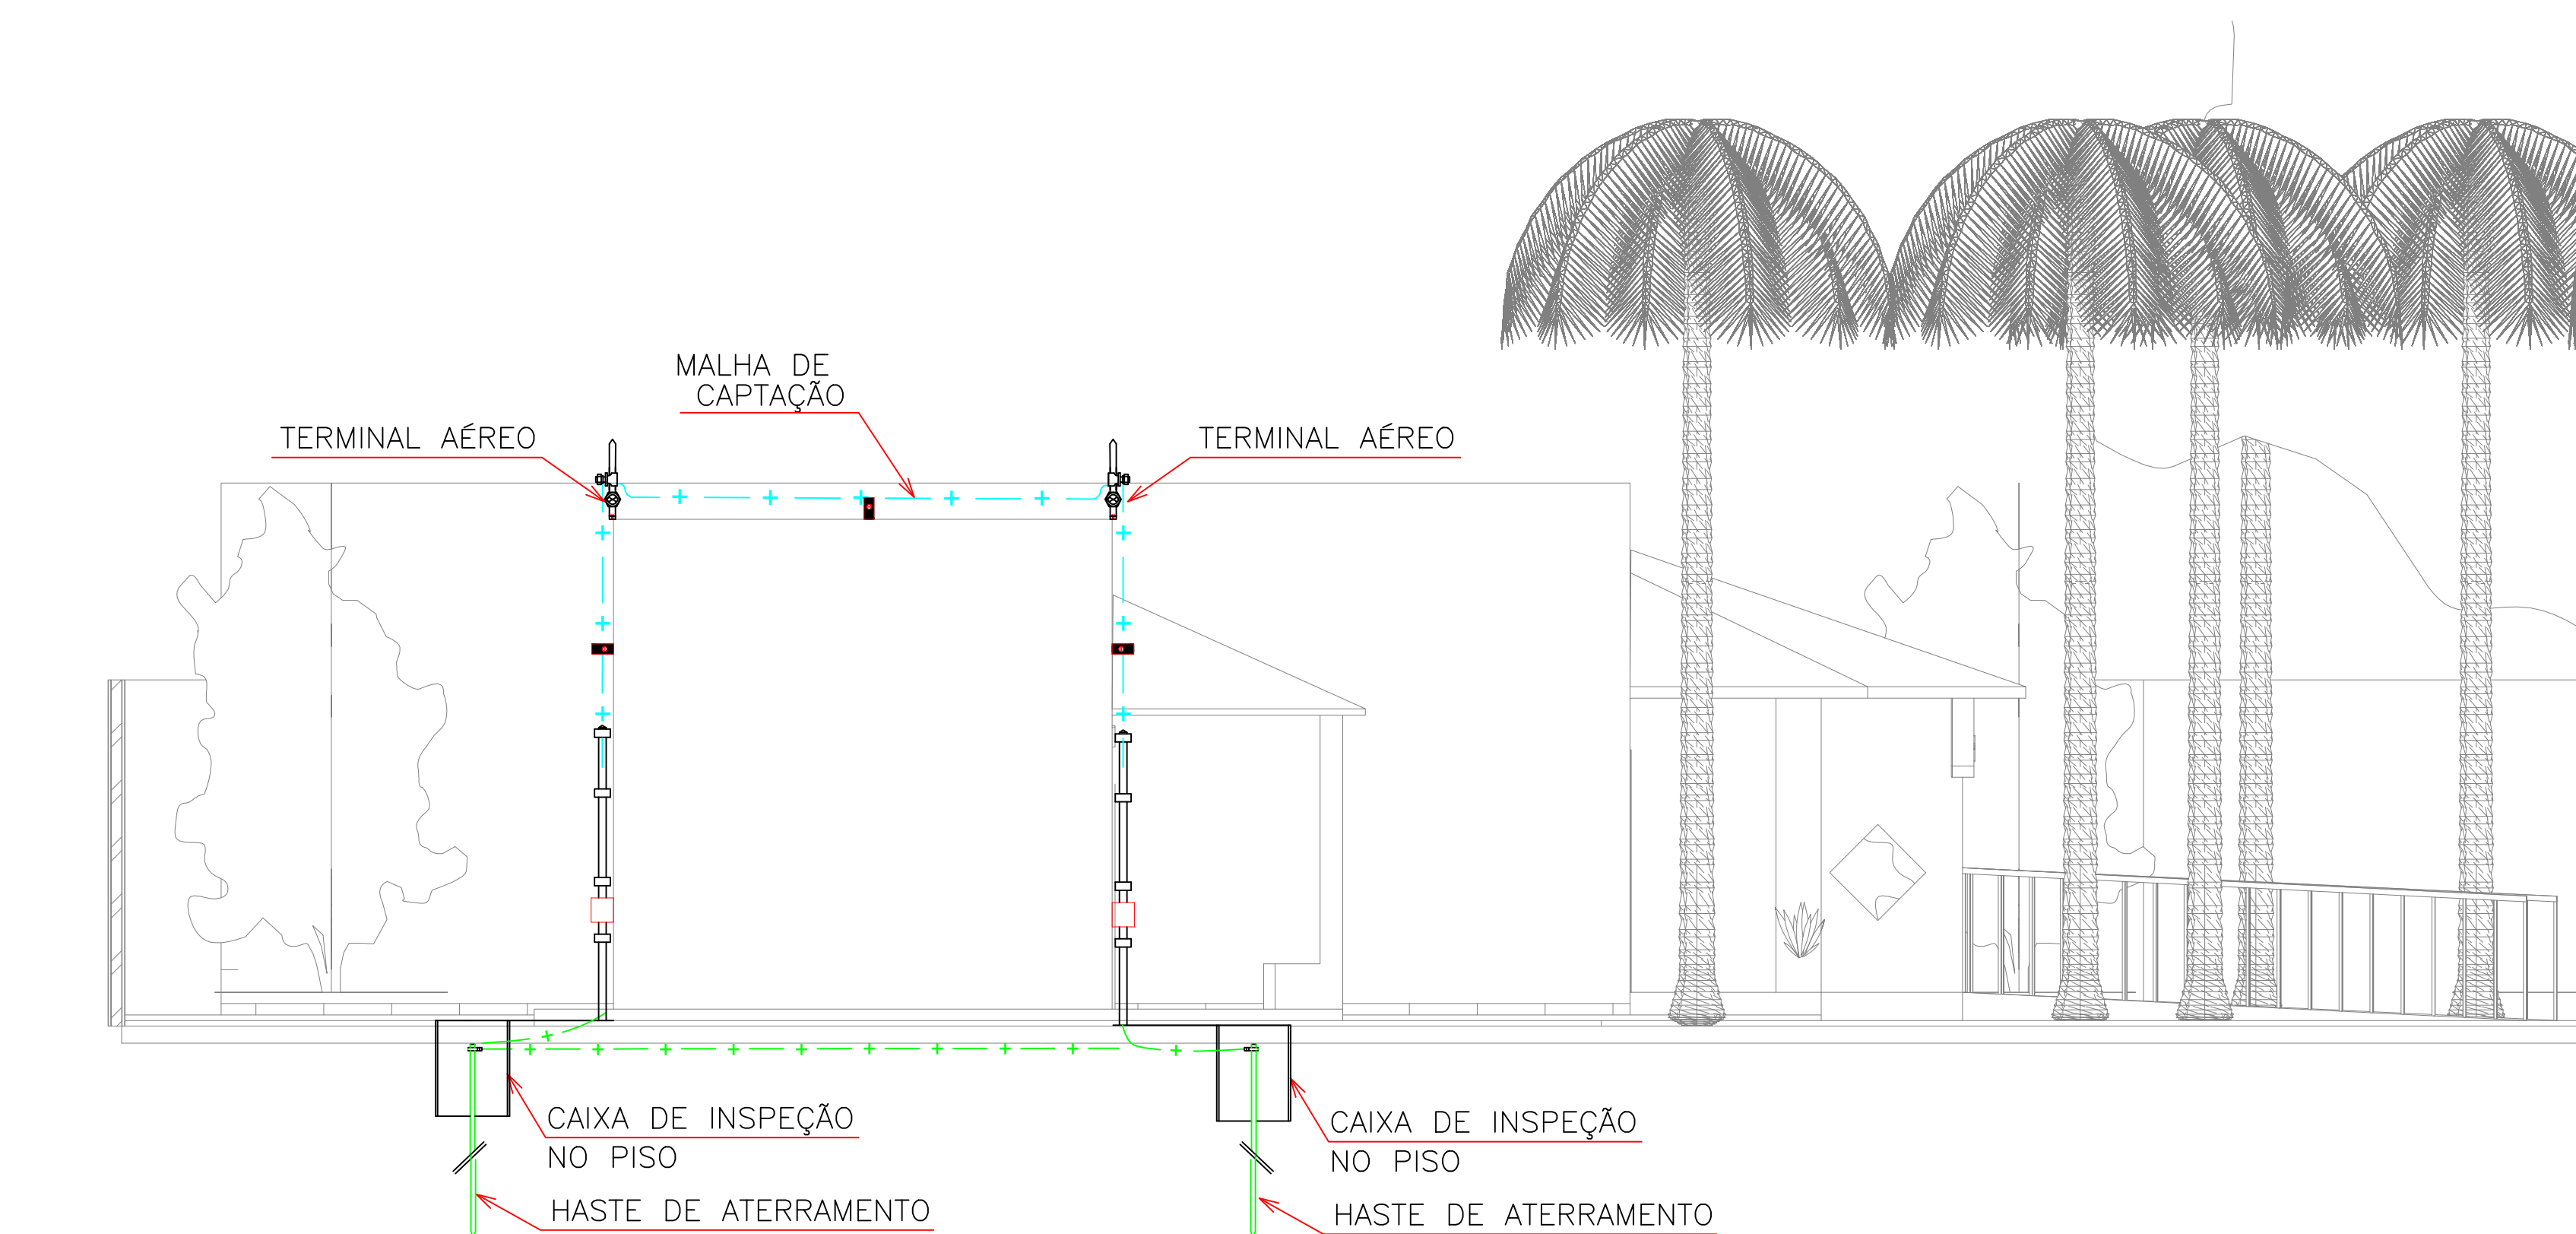 MALHA DE
CAPTAÇÃO
TERMINAL AÉREO
TERMINAL AÉREO
CAIXA DE INSPEÇÃO
NO PISO
CAIXA DE INSPEÇÃO
NO PISO
HASTE DE ATERRAMENTO
HASTE DE ATERRAMENTO